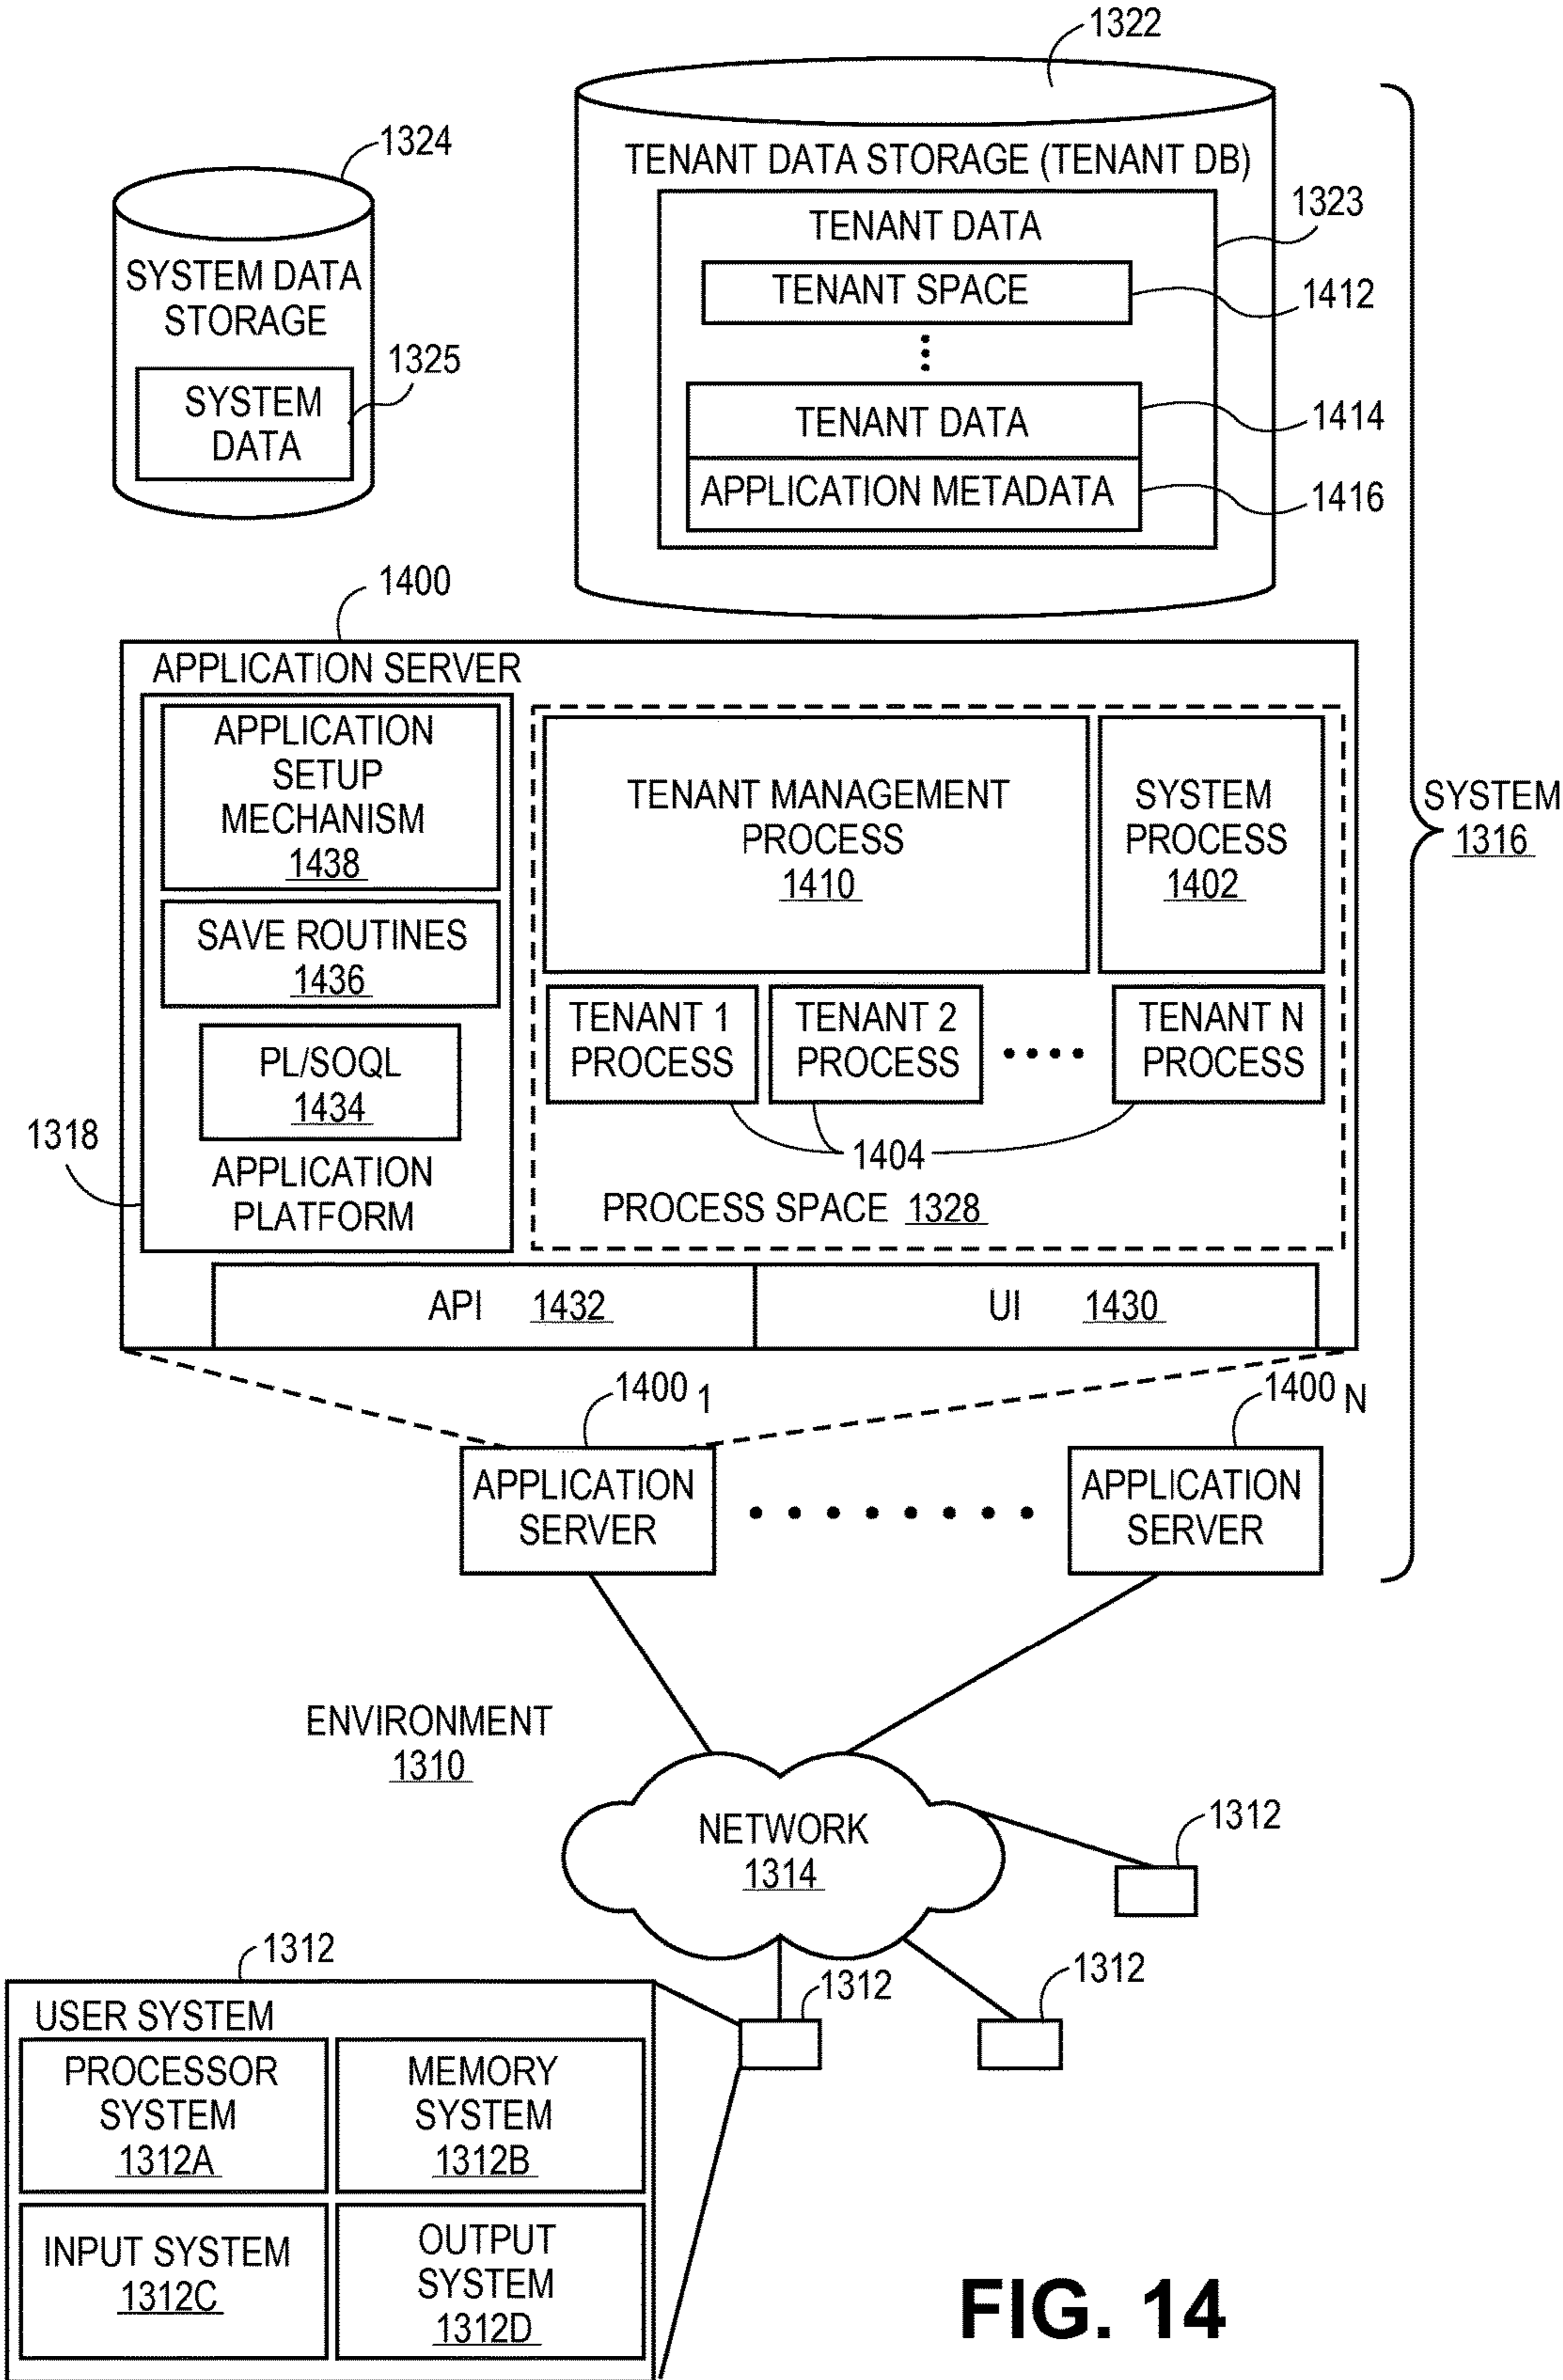 1322
1324
TENANT DATA STORAGE (TENANT DB)
1323
TENANT DATA
SYSTEM DATA
STORAGE
TENANT SPACE
1412
1325
SYSTEM
DATA
TENANT DATA
1414
APPLICATION METADATA
1416
1400
APPLICATION SERVER
APPLICATION
SETUP
MECHANISM
1438
TENANT MANAGEMENT
PROCESS
1410
SYSTEM
PROCESS
1402
SYSTEM
1316
SAVE ROUTINES
1436
TENANT 1
PROCESS
TENANT 2
PROCESS
TENANT N
PROCESS
PL/SOQL
1434
1318
1404
APPLICATION
PLATFORM
PROCESS SPACE 1328
API 1432
UI 1430
1400 1
1400 N
APPLICATION
SERVER
APPLICATION
SERVER
ENVIRONMENT
1310
NETWORK
1314
1312
1312
1312
1312
USER SYSTEM
PROCESSOR
SYSTEM
1312A
MEMORY
SYSTEM
1312B
INPUT SYSTEM
1312C
OUTPUT
SYSTEM
1312D
FIG. 14